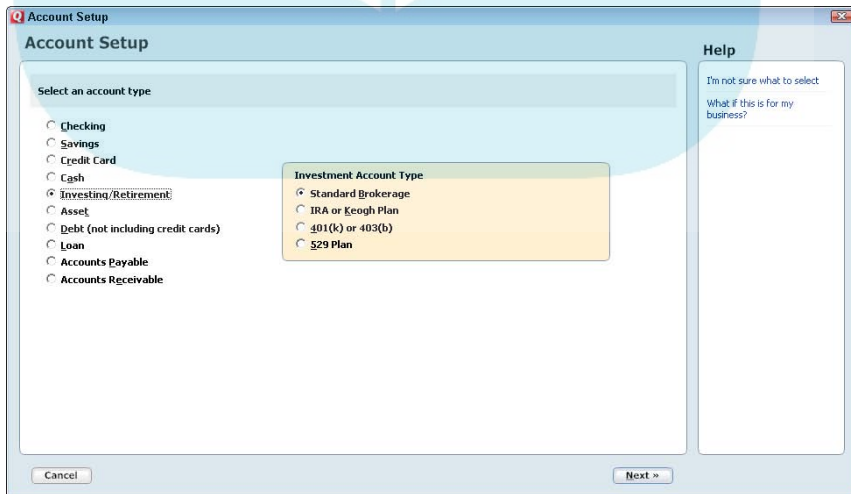 Account Setup
Account Setup
Help
Select an account type
I'm not sure what to select
What if this is for my
business?
Checking
Savings
Credit Card
Cash
Investing/Retirement
Asset
Debt (not including credit cards)
Loan
Accounts Payable
Accounts Receivable
Investment Account Type
Standard Brokerage
IRA or Keogh Plan
401(k) or 403(b)
529 Plan
Cancel
Next »